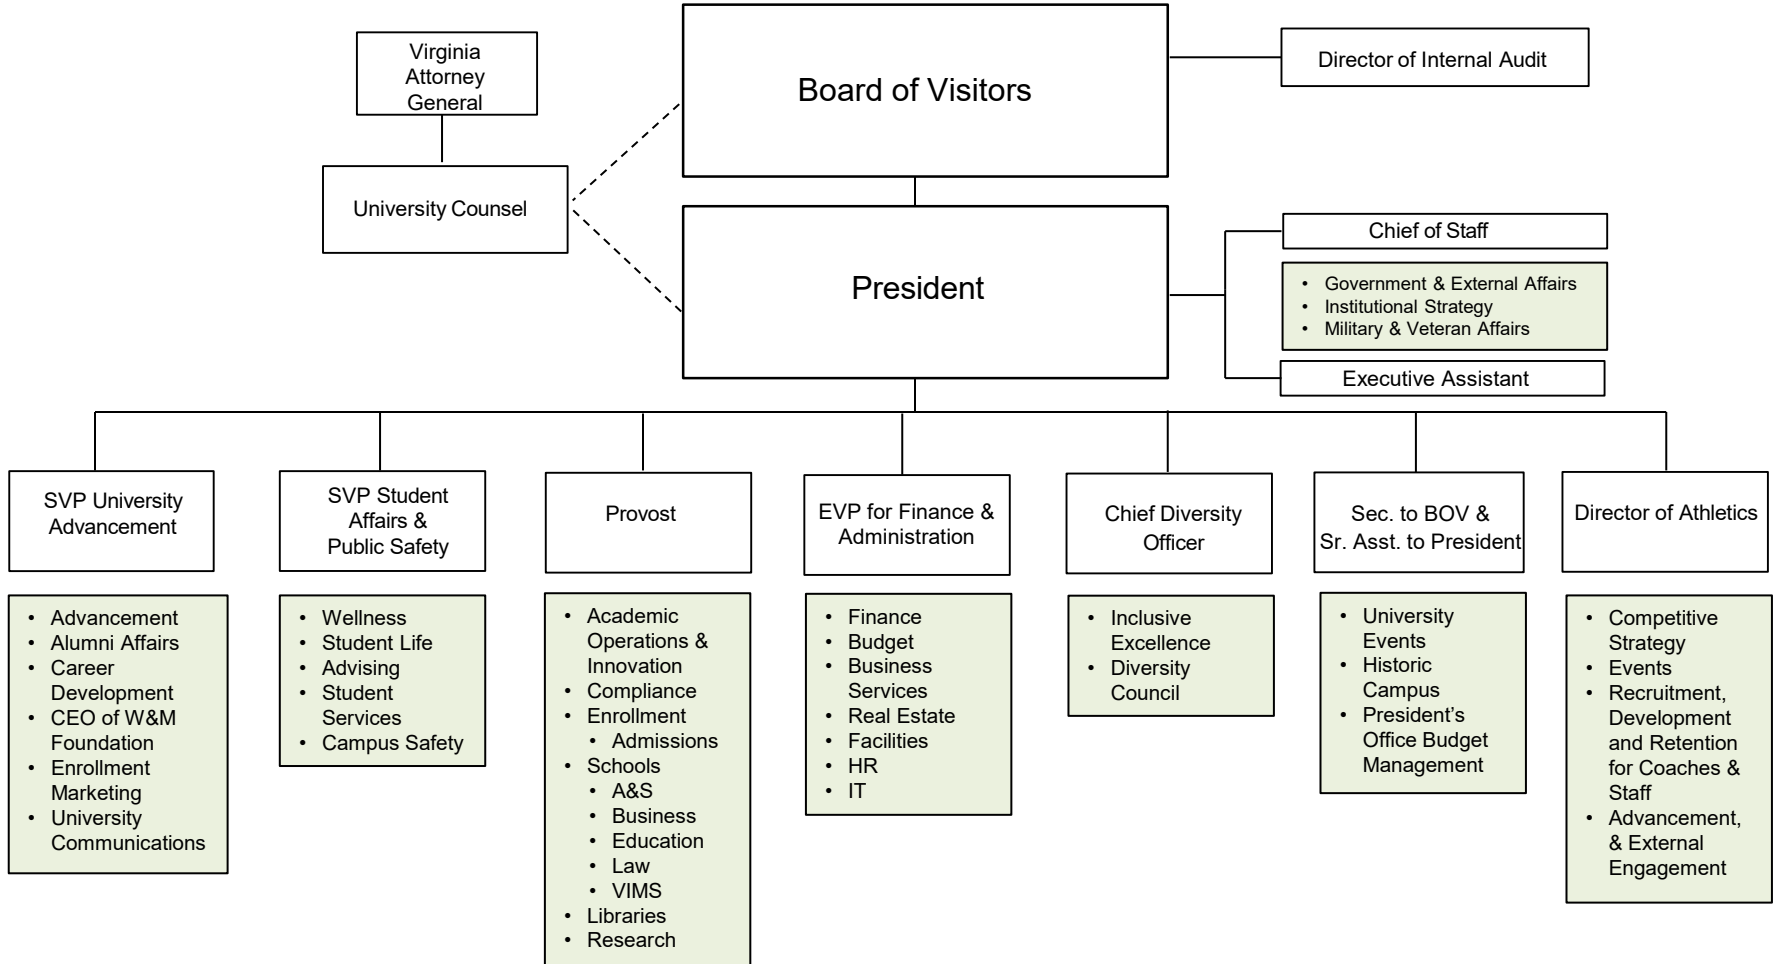 Virginia
Attorney
General
Board of Visitors
Director of Internal Audit
University Counsel
President
Chief of Staff
• Government & External Affairs
• Institutional Strategy
• Military & Veteran Affairs
Executive Assistant
SVP University
Advancement
SVP Student
Affairs &
Public Safety
Provost
EVP for Finance &
Administration
Chief Diversity
Officer
Sec. to BOV &
Sr. Asst. to President
Director of Athletics
• Advancement
• Alumni Affairs
• Career
Development
• CEO of W&M
Foundation
• Enrollment
Marketing
• University
Communications
• Wellness
• Student Life
• Advising
• Student
Services
• Campus Safety
• Academic
Operations &
Innovation
• Compliance
• Enrollment
• Admissions
• Schools
• A&S
• Business
• Education
• Law
• VIMS
• Libraries
• Research
• Finance
• Budget
• Business
Services
• Real Estate
• Facilities
• HR
• IT
• Inclusive
Excellence
• Diversity
Council
• University
Events
• Historic
Campus
• President’s
Office Budget
Management
• Competitive
Strategy
• Events
• Recruitment,
Development
and Retention
for Coaches &
Staff
• Advancement,
& External
Engagement